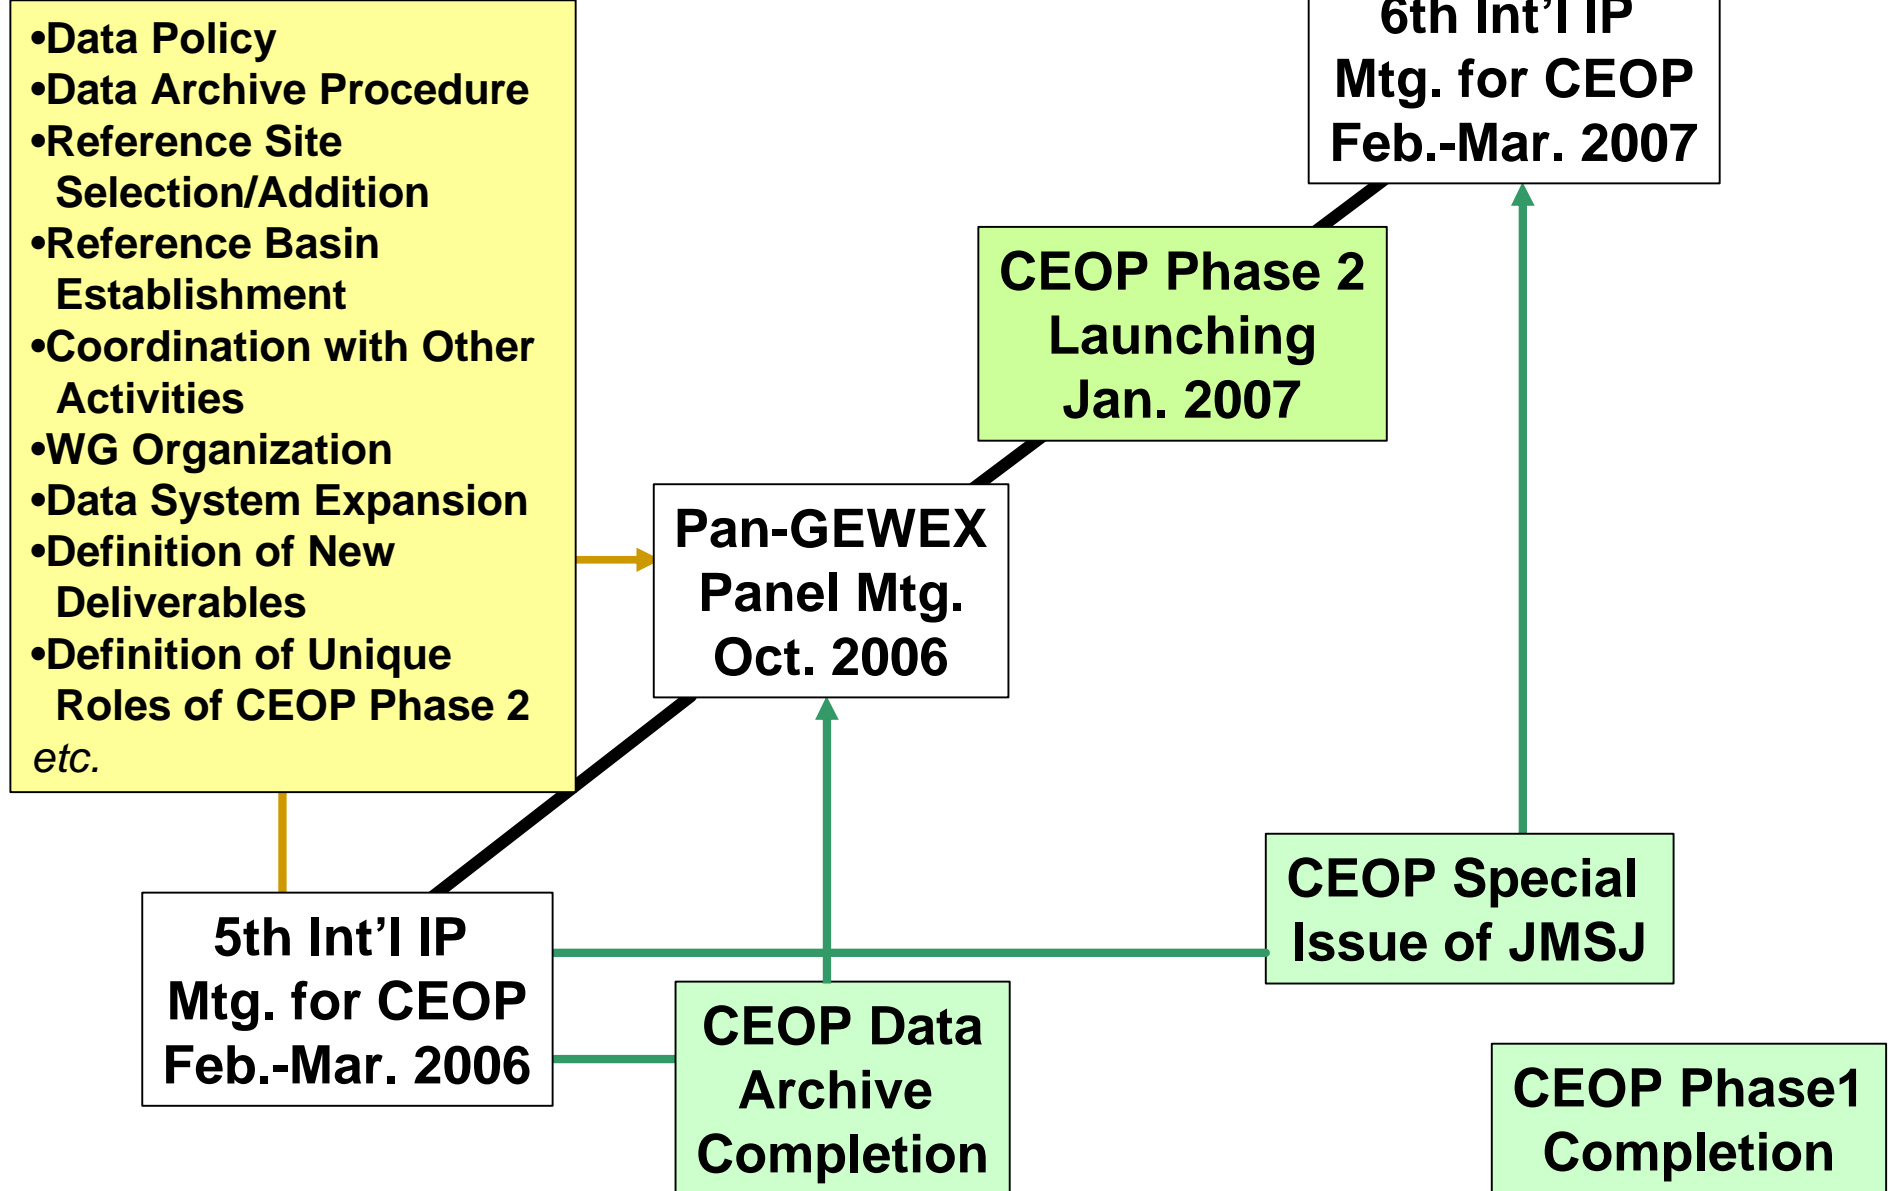 •Data Policy
•Data Archive Procedure
•Reference Site
Selection/Addition
•Reference Basin
Establishment
•Coordination with Other
Activities
•WG Organization
•Data System Expansion
•Definition of New
Deliverables
•Definition of Unique
Roles of CEOP Phase 2
etc.
6th Int’l IP
Mtg. for CEOP
Feb.-Mar. 2007
CEOP Phase 2
Launching
Jan. 2007
Pan-GEWEX
Panel Mtg.
Oct. 2006
5th Int’l IP
Mtg. for CEOP
Feb.-Mar. 2006
CEOP Special
Issue of JMSJ
CEOP Data
Archive
Completion
CEOP Phase1
Completion